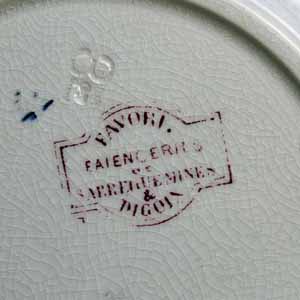 FAVORI.
FAIENCERIES
DE
SARREGUEMINES
&
DIGOIN